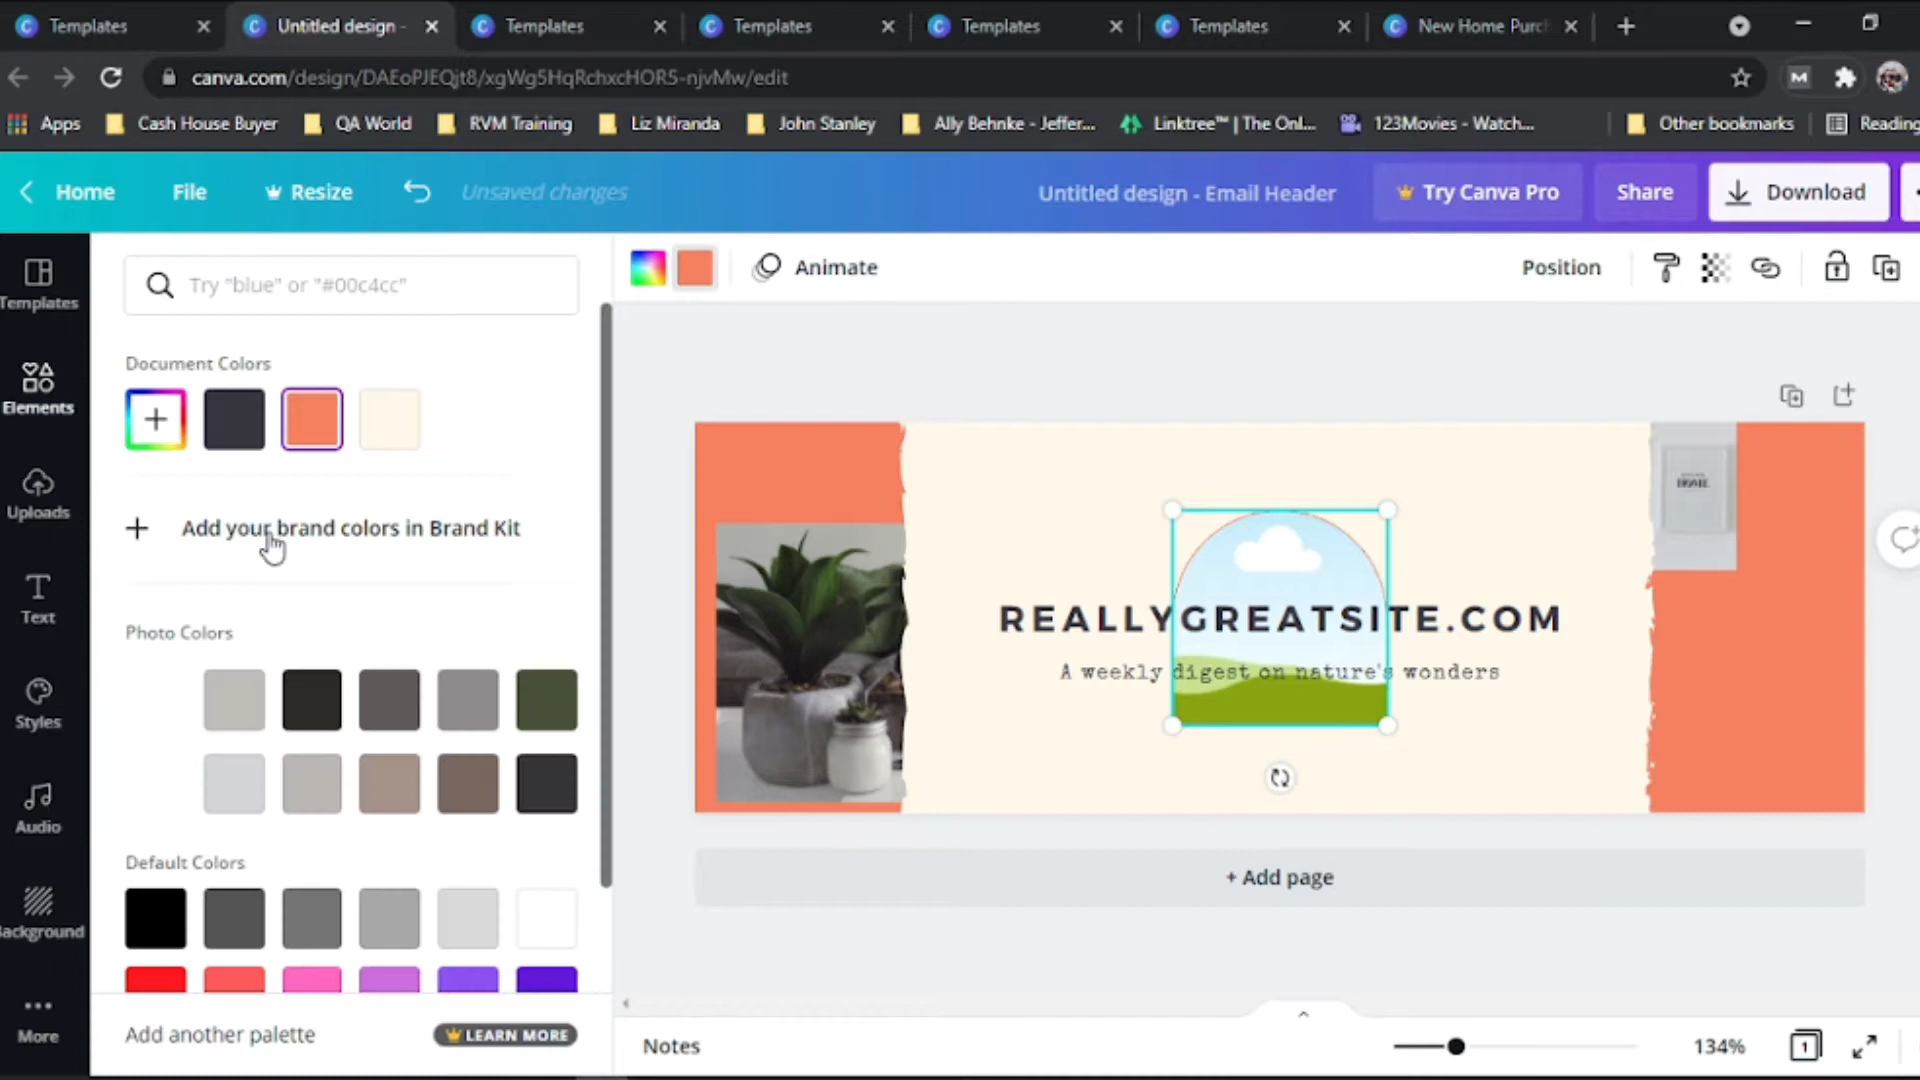 Templates
Untitled design -
Templates
Templates
Templates
Templates
New Home Purc
canva.com/design/DAEoPJEQjt8/xgWg5HqRchxcHOR5-njvMw/edit
M
Apps
Cash House Buyer
QA World
RVM Training
Liz Miranda
John Stanley
Ally Behnke - Jeffer...
Linktree™ | The Onl...
123Movies - Watch...
Other bookmarks
Reading
Home
File
Resize
Unsaved changes
Untitled design - Email Header
Try Canva Pro
Share
Download
Templates
Elements
Uploads
Text
Styles
Audio
Background
More
Try "blue" or "#00c4cc"
Document Colors
Add your brand colors in Brand Kit
Photo Colors
Default Colors
Add another palette
LEARN MORE
Animate
Position
HOME
REALLYGREATSITE.COM
A weekly digest on nature's wonders
+ Add page
Notes
134%
1